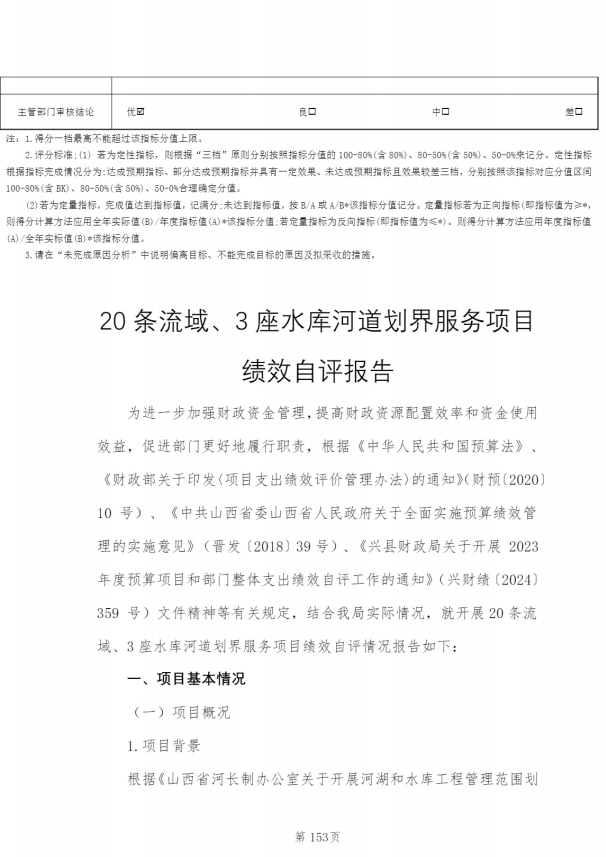 主管部门审核结论 优☑ 良□ 中□ 差□
注：1.得分一档最高不能超过该指标分值上限。
2.评分标准;(1) 若为定性指标，则根据“三档”原则分别按照指标分值的 100-80%(含 80%)、80-50%(含 50%)、50-0%来记分。定性指标
根据指标完成情况分为:达成预期指标、部分达成预期指标并具有一定效果、未达成预期指标且效果较差三档，分别按照该指标对应分值区间
100-80%(含 BK)、80-50%(含 50%)、50-0%合理确定分值。
(2)若为定量指标，完成值达到指标值，记满分;未达到指标值，按 B/A 或 A/B*该指标分值记分。定量指标若为正向指标(即指标值为≥*，
则得分计算方法应用全年实际值(B)/年度指标值(A)*该指标分值;若定量指标为反向指标(即指标值为≤*)。则得分计算方法应用年度指标值
(A)/全年实际值(B)*该指标分值。
3.请在“未完成原因分析”中说明偏离目标、不能完成目标的原因及拟采收的措施。
20 条流域、3 座水库河道划界服务项目
绩效自评报告
为进一步加强财政资金管理，提高财政资源配置效率和资金使用
效益，促进部门更好地履行职责，根据《中华人民共和国预算法》、
《财政部关于印发〈项目支出绩效评价管理办法〉的通知》（财预〔2020〕
10 号）、《中共山西省委山西省人民政府关于全面实施预算绩效管
理的实施意见》（晋发〔2018〕39 号）、《兴县财政局关于开展 2023
年度预算项目和部门整体支出绩效自评工作的通知》（兴财绩〔2024〕
359 号）文件精神等有关规定，结合我局实际情况，就开展 20 条流
域、3 座水库河道划界服务项目绩效自评情况报告如下：
一、项目基本情况
（一）项目概况
1.项目背景
根据《山西省河长制办公室关于开展河湖和水库工程管理范围划
第 153页